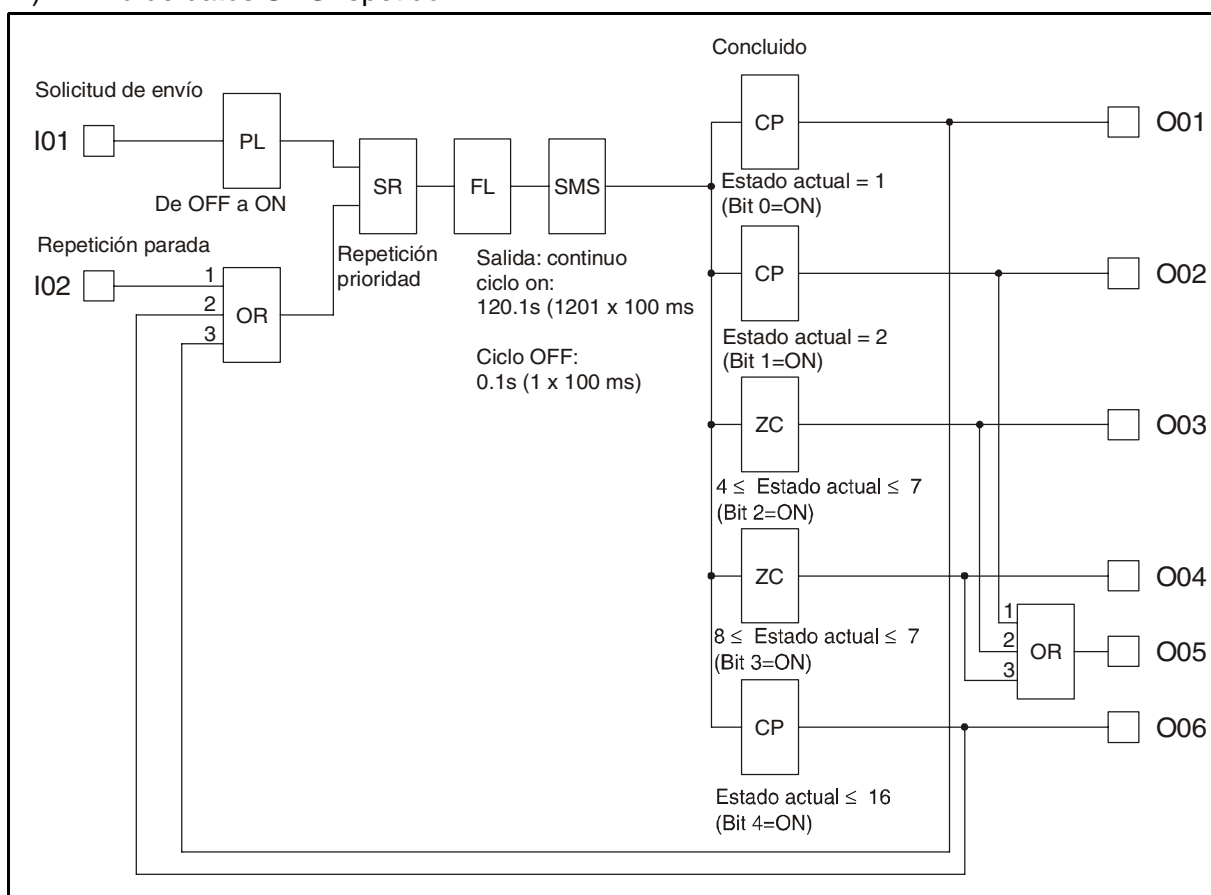 Concluido
Solicitud de envío
I01
PL
De OFF a ON
SR
Repetición
prioridad
FL
SMS
Salida: continuo
ciclo on:
120.1s (1201 x 100 ms
Ciclo OFF:
0.1s (1 x 100 ms)
Repetición parada
I02
1
2
3
OR
CP
Estado actual = 1
(Bit 0=ON)
O01
CP
Estado actual = 2
(Bit 1=ON)
O02
ZC
4 ≤ Estado actual ≤ 7
(Bit 2=ON)
O03
ZC
8 ≤ Estado actual ≤ 7
(Bit 3=ON)
O04
1
2
3
OR
O05
CP
Estado actual ≤ 16
(Bit 4=ON)
O06